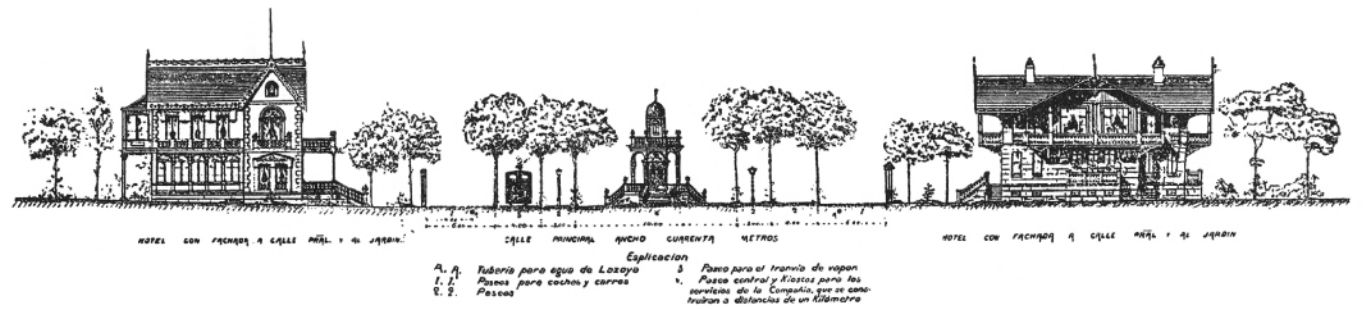 HOTEL CON FACHADA A CALLE PRAL. Y AL JARDIN.
CALLE PRINCIPAL ANCHO CUARENTA METROS
HOTEL CON FACHADA A CALLE PRAL Y AL JARDIN
Esplicacion
A. A. Tuberia para agua de Lozoya
1. 1. Paseos para coches y carros
2. 2. Paseos
3 Paseo para el tranvia de vapor
4. Paseo central y Kioscos para los
servicios de la Compañia, que se cons-
truiran a distancias de un Kilómetro